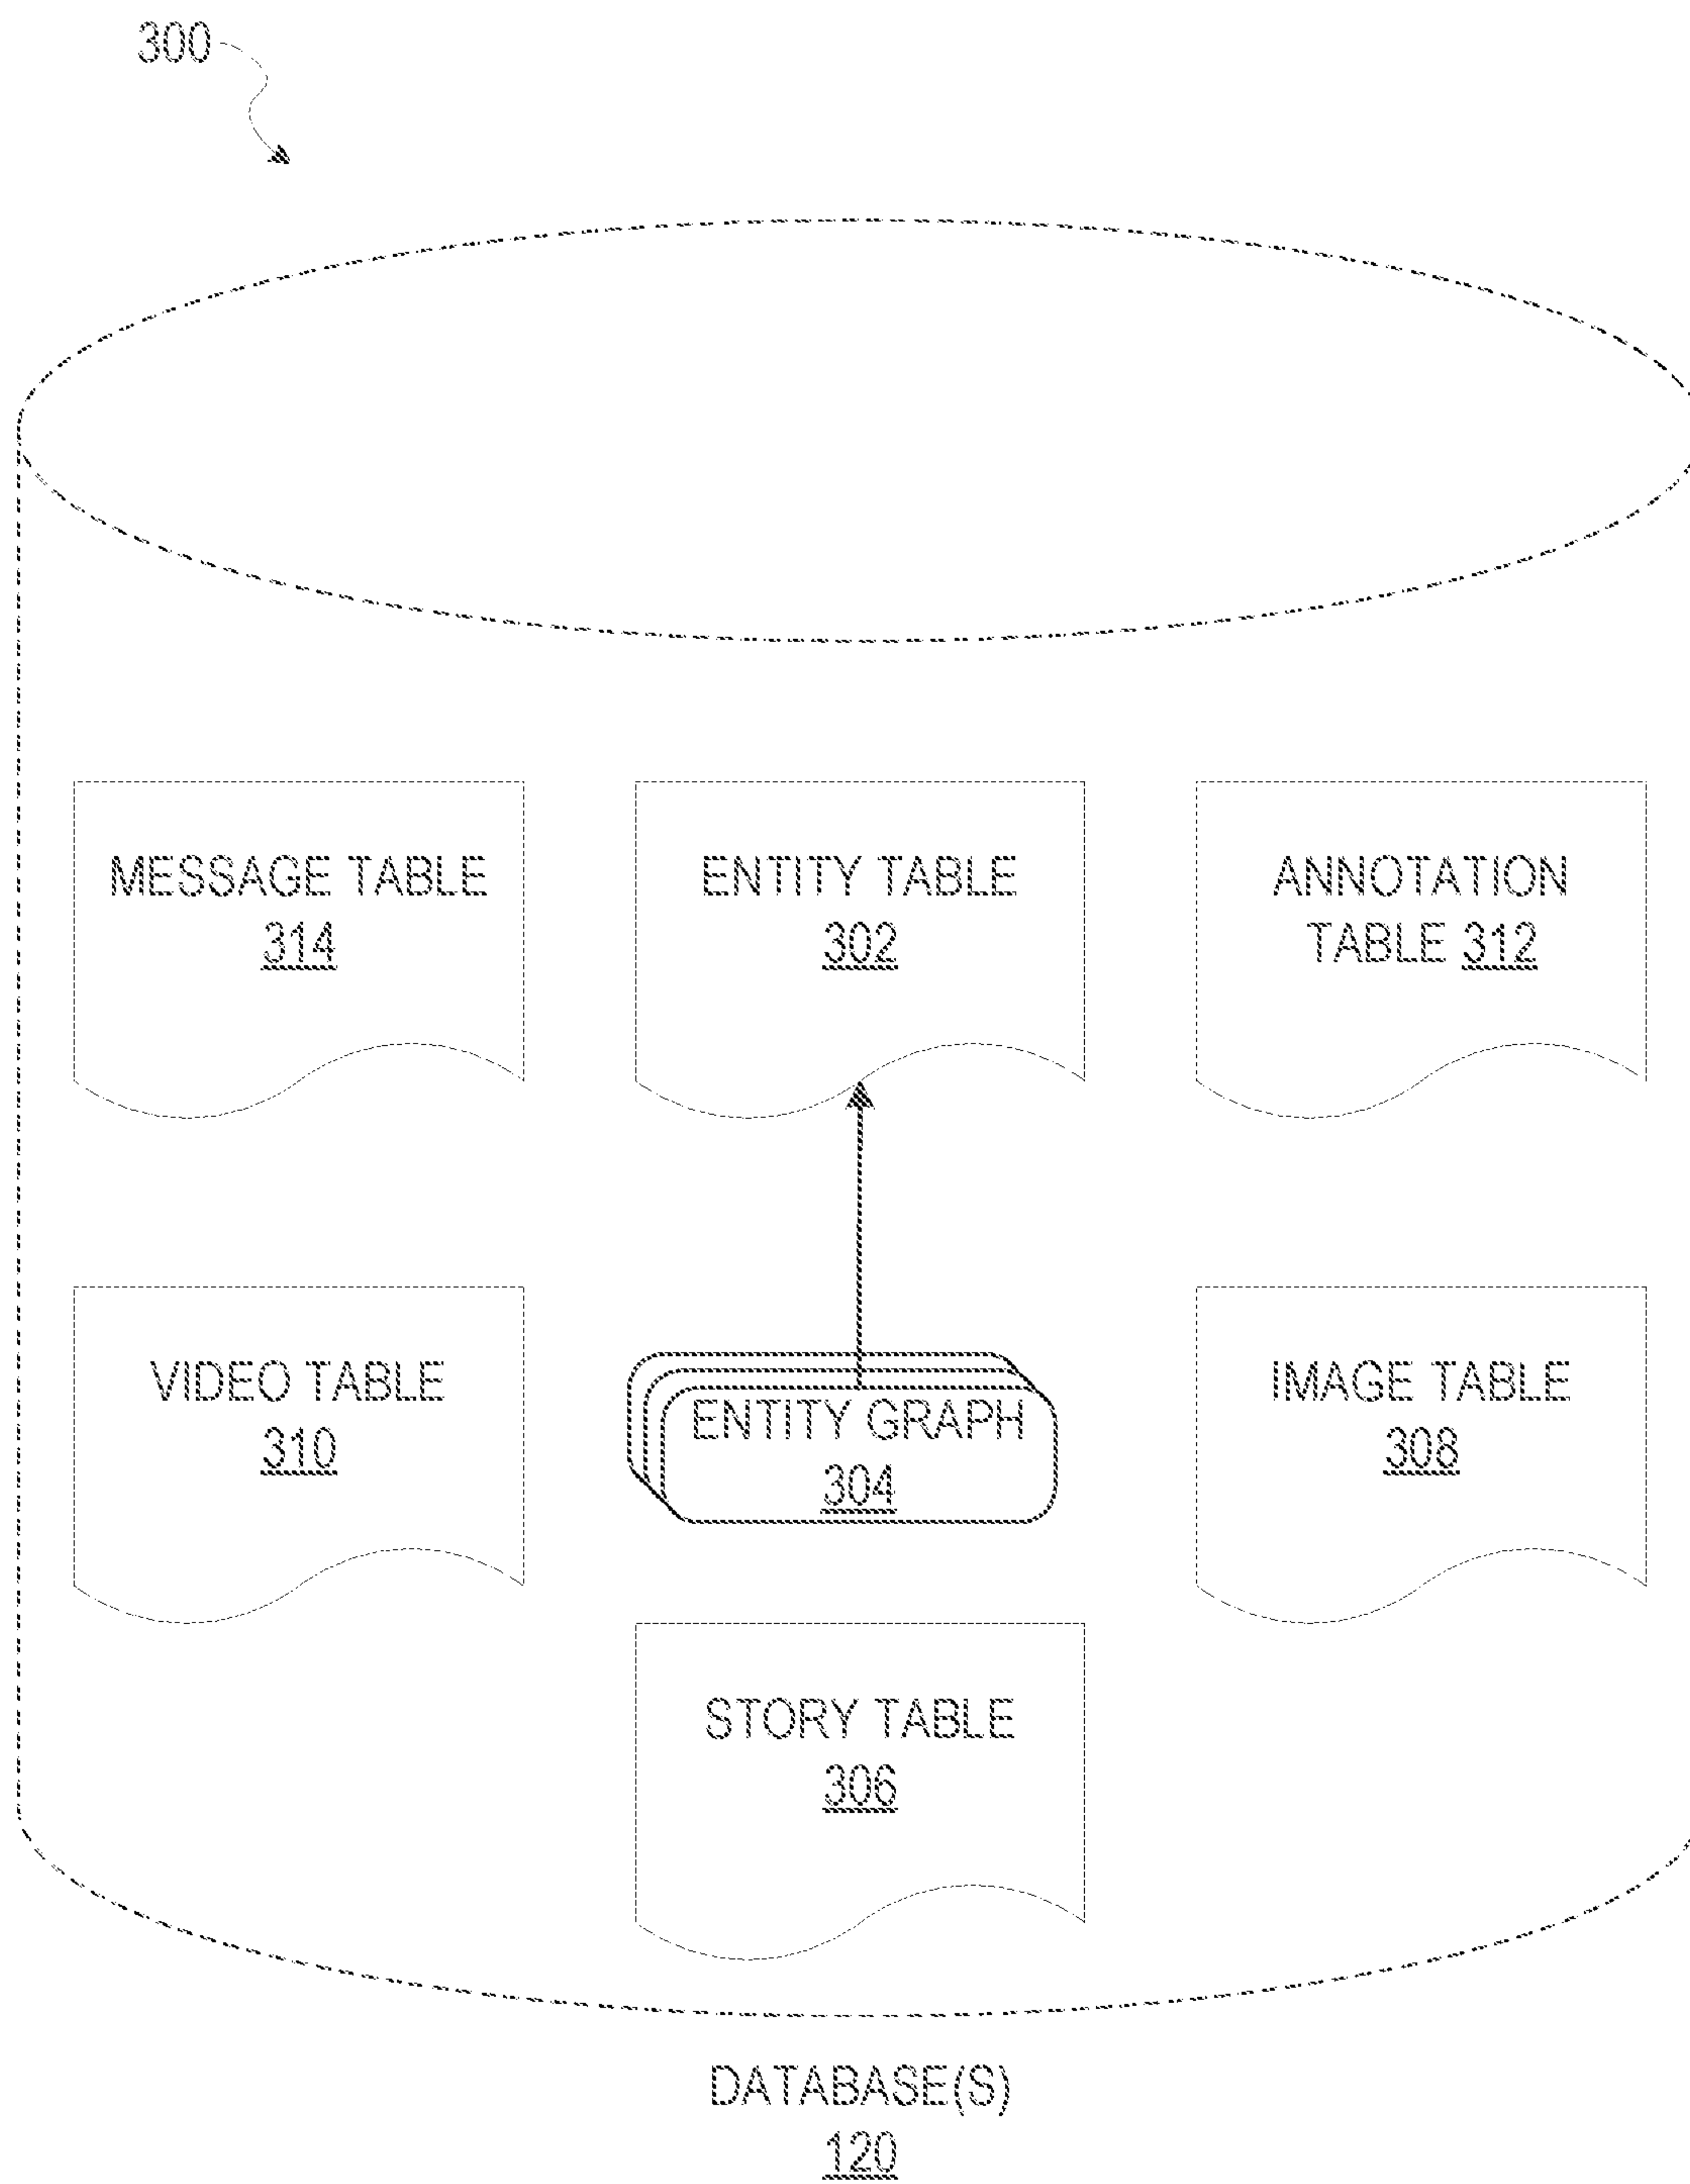 300
MESSAGE TABLE
314
ENTITY TABLE
302
ANNOTATION
TABLE 312
VIDEO TABLE
310
ENTITY GRAPH
304
IMAGE TABLE
308
STORY TABLE
306
DATABASE(S)
120